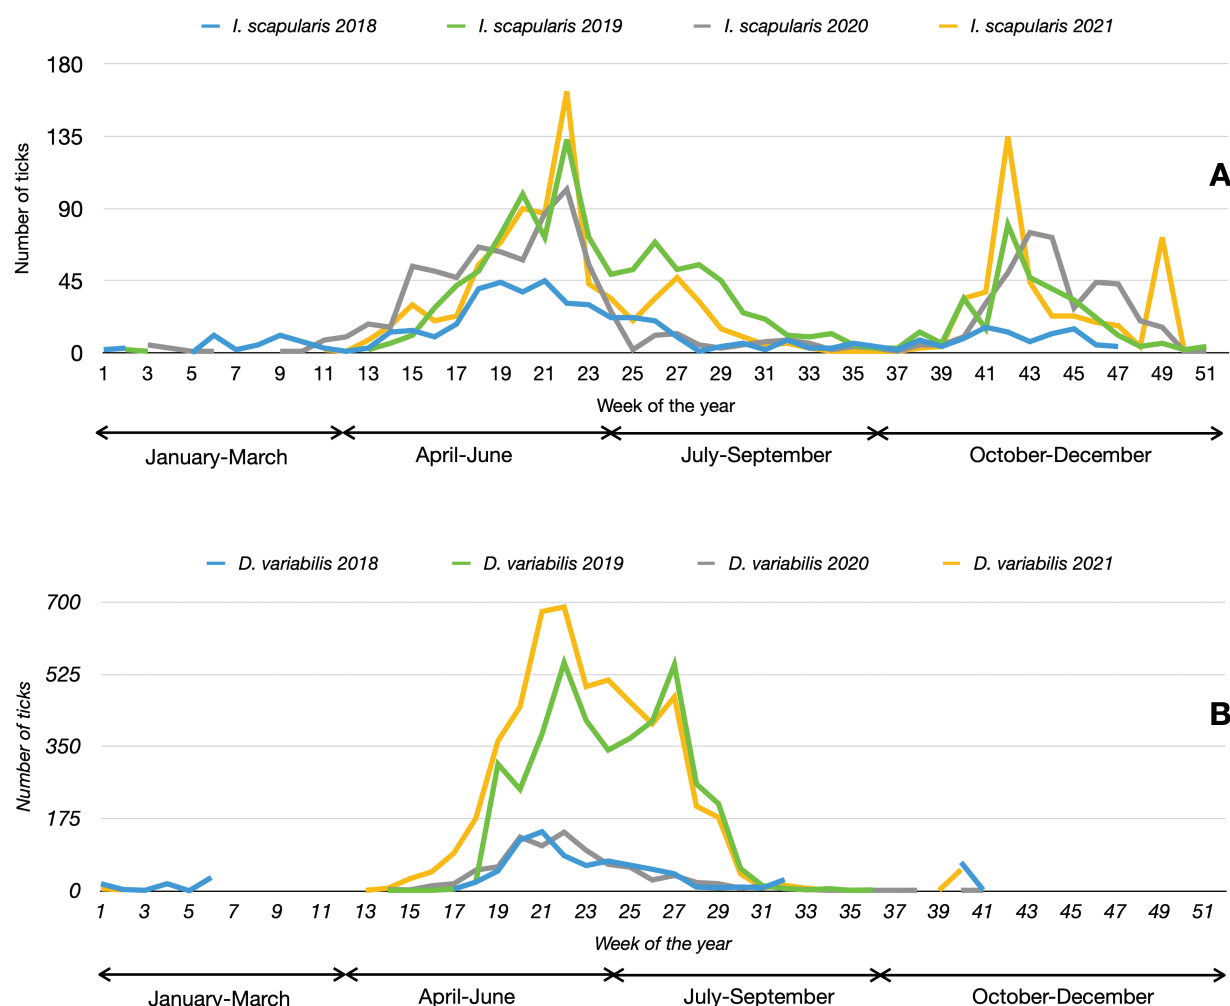 I. scapularis 2018 I. scapularis 2019 I. scapularis 2020 I. scapularis 2021
180
135
90
45
0
Number of ticks
A
1 3 5 7 9 11 13 15 17 19 21 23 25 27 29 31 33 35 37 39 41 43 45 47 49 51
Week of the year
January-March April-June July-September October-December
D. variabilis 2018 D. variabilis 2019 D. variabilis 2020 D. variabilis 2021
700
525
350
175
0
Number of ticks
B
1 3 5 7 9 11 13 15 17 19 21 23 25 27 29 31 33 35 37 39 41 43 45 47 49 51
Week of the year
January-March April-June July-September October-December